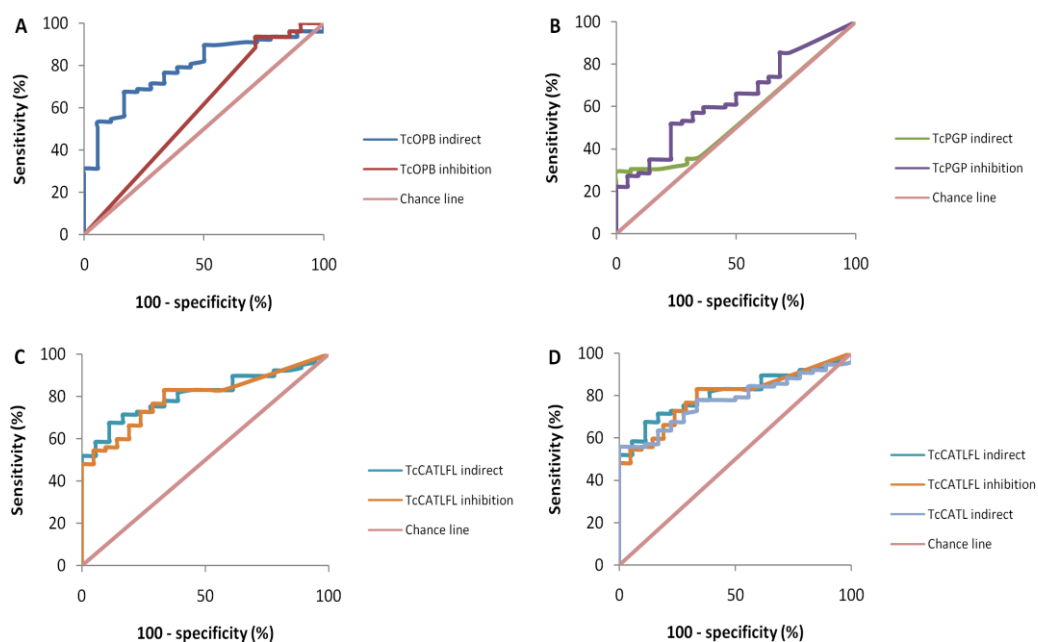 A
Sensitivity (%)
100
80
60
40
20
0
0 50 100
100 - specificity (%)
TcOPB indirect
TcOPB inhibition
Chance line
B
Sensitivity (%)
100
80
60
40
20
0
0 50 100
100 - specificity (%)
TcPGP indirect
TcPGP inhibition
Chance line
C
Sensitivity (%)
100
80
60
40
20
0
0 50 100
100 - specificity (%)
TcCATLFL indirect
TcCATLFL inhibition
Chance line
D
Sensitivity (%)
100
80
60
40
20
0
0 50 100
100 - specificity (%)
TcCATLFL indirect
TcCATLFL inhibition
TcCATL indirect
Chance line